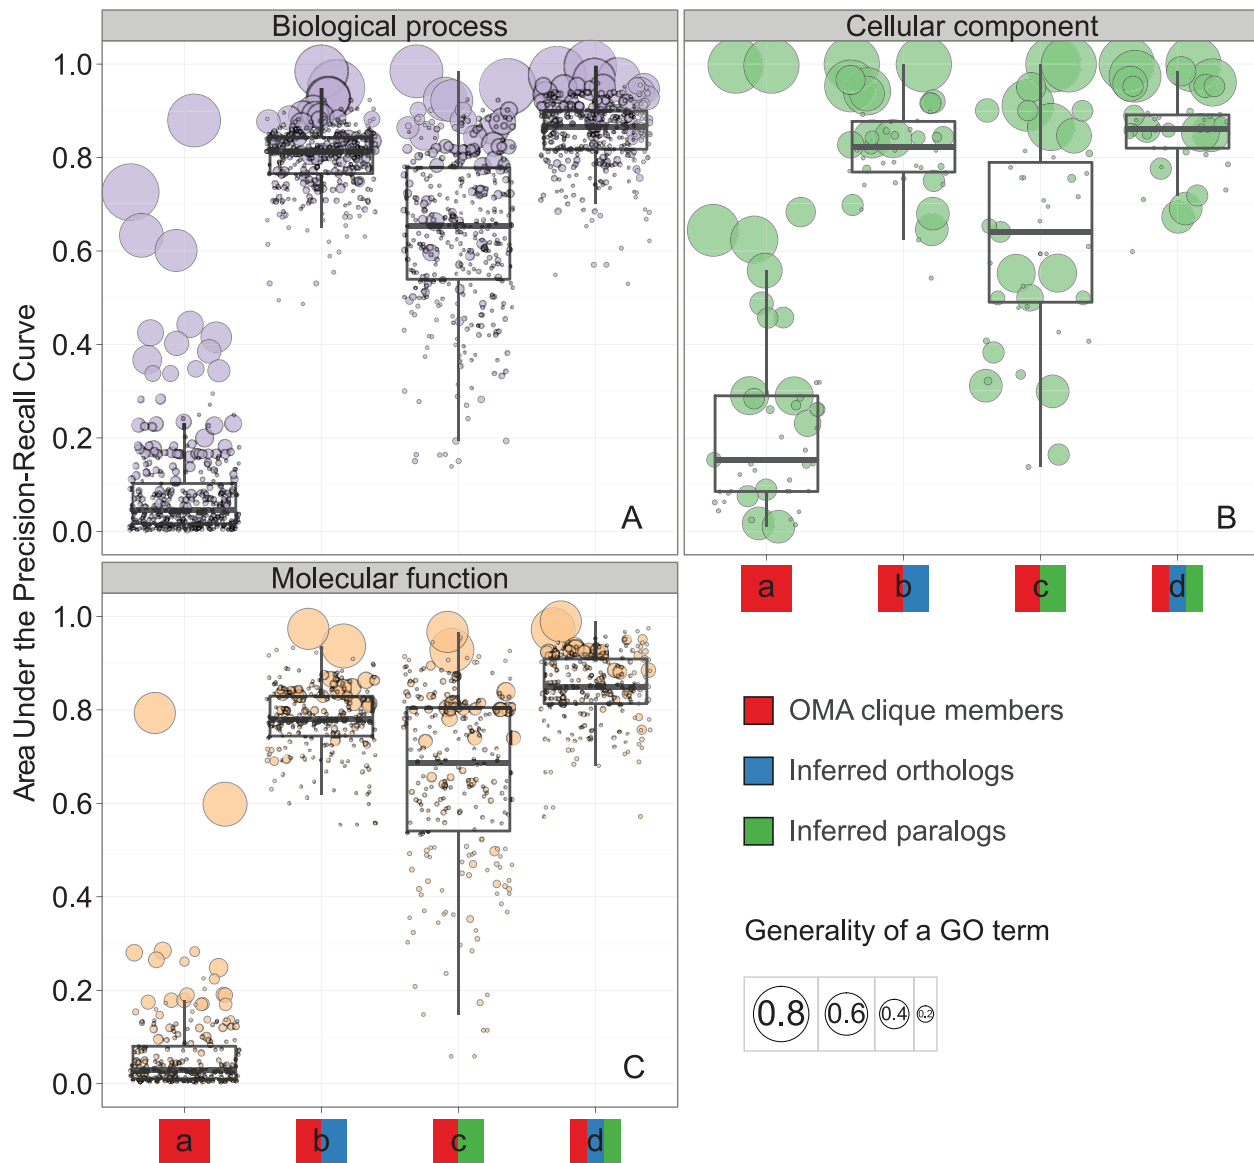 Biological process
Cellular component
Area Under the Precision-Recall Curve
1.0
0.8
0.6
0.4
0.2
0.0
A
B
a b c d
Molecular function
1.0
0.8
0.6
0.4
0.2
0.0
C
a b c d
OMA clique members
Inferred orthologs
Inferred paralogs
Generality of a GO term
0.8 0.6 0.4 0.2